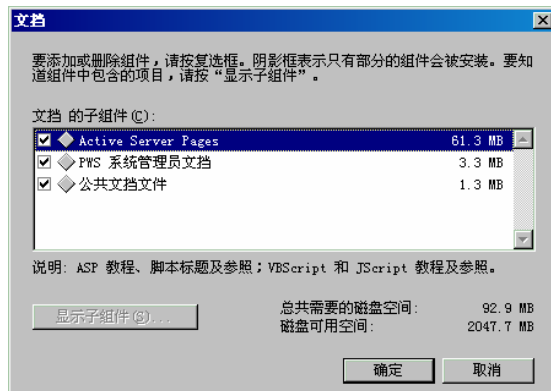 文档
要添加或删除组件，请按复选框。阴影框表示只有部分的组件会被安装。要知
道组件中包含的项目，请按“显示子组件”。
文挡 的子组件(C):
Active Server Pages 61.3 MB
PWS 系统管理员文挡 3.3 MB
公共文挡文件 1.3 MB
说明: ASP 教程、脚本标题及参照；VBScript 和 JScript 教程及参照。
显示子组件(S)... 总共需要的磁盘空间: 92.9 MB
磁盘可用空间: 2047.7 MB
确定 取消